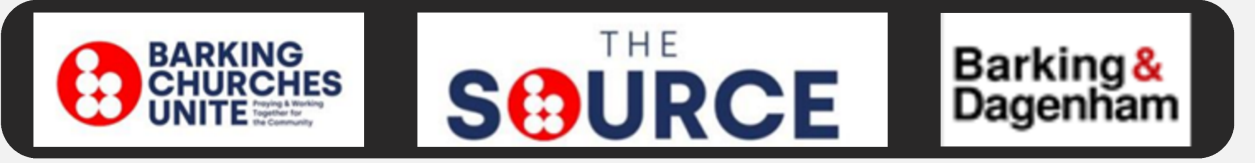 BARKING
CHURCHES
UNITE
Praying & Working
Together for
the Community
THE
SOURCE
Barking &
Dagenham